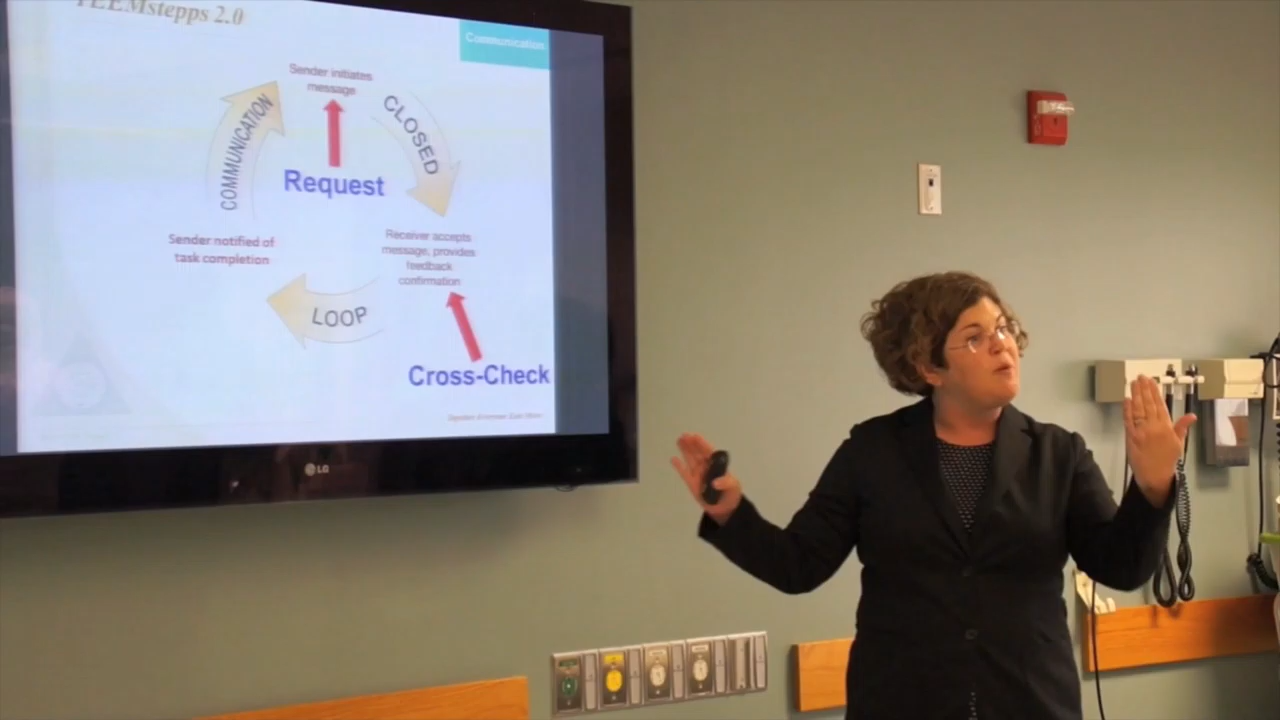 TEEMstepps 2.0
Communication
Sender initiates
message
CLOSED
COMMUNICATION
Request
Sender notified of
task completion
Receiver accepts
message, provides
feedback
confirmation
LOOP
Cross-Check
LG